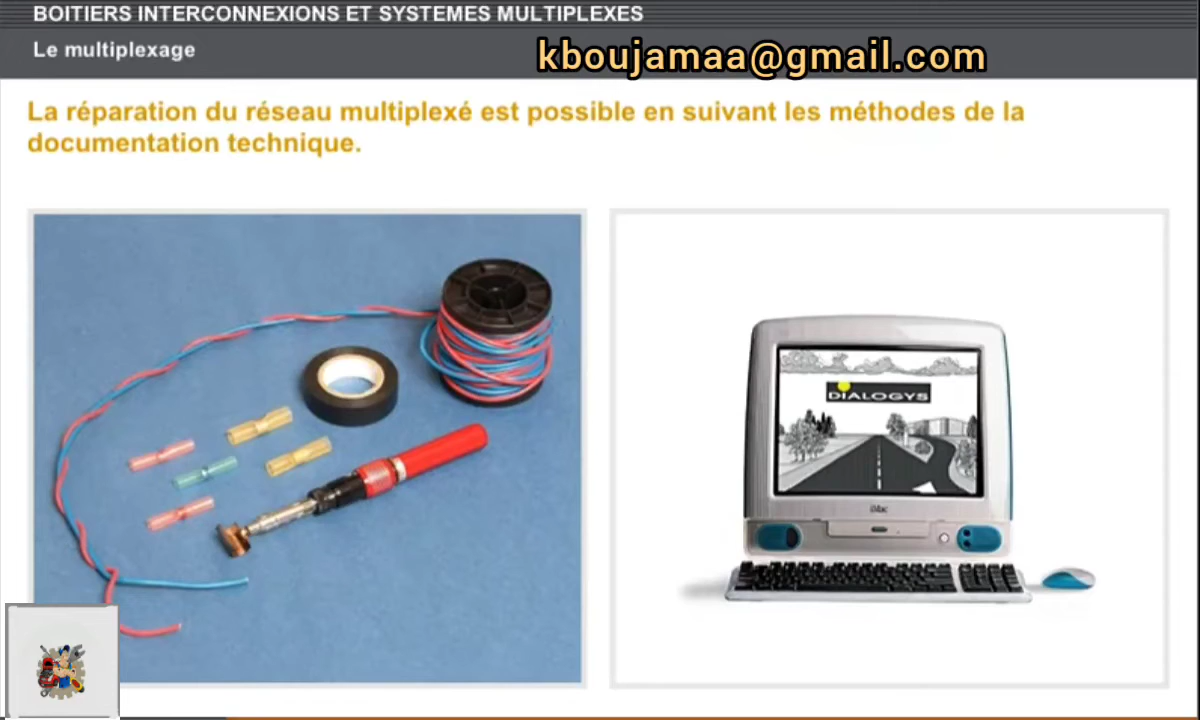 BOITIERS INTERCONNEXIONS ET SYSTEMES MULTIPLEXES
Le multiplexage
kboujamaa@gmail.com
La réparation du réseau multiplexé est possible en suivant les méthodes de la
documentation technique.
DIALOGYS
iMac